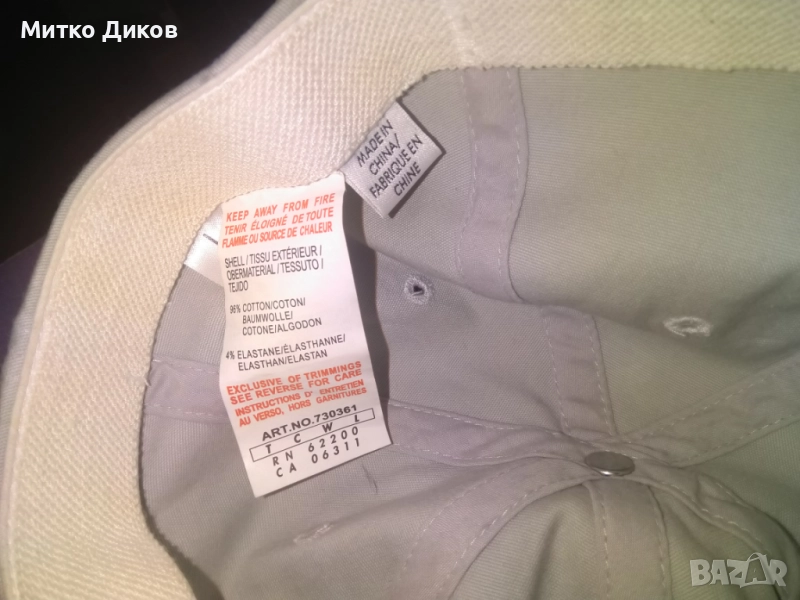 Митко Диков
MADE IN
CHINA/
FABRIQUE EN
CHINE
KEEP AWAY FROM FIRE
TENIR ÉLOIGNÉ DE TOUTE
FLAMME OU SOURCE DE CHALEUR
SHELL / TISSU EXTÉRIEUR /
OBERMATERIAL / TESSUTO /
TEJIDO
96% COTTON/COTON/
BAUMWOLLE/
COTONE/ALGODON
4% ELASTANE/ÉLASTHANNE/
ELASTHAN/ELASTAN
EXCLUSIVE OF TRIMMINGS
SEE REVERSE FOR CARE
INSTRUCTIONS D' ENTRETIEN
AU VERSO, HORS GARNITURES
ART.NO.730361
T C W L
RN 62200
CA 06311
BAZAR